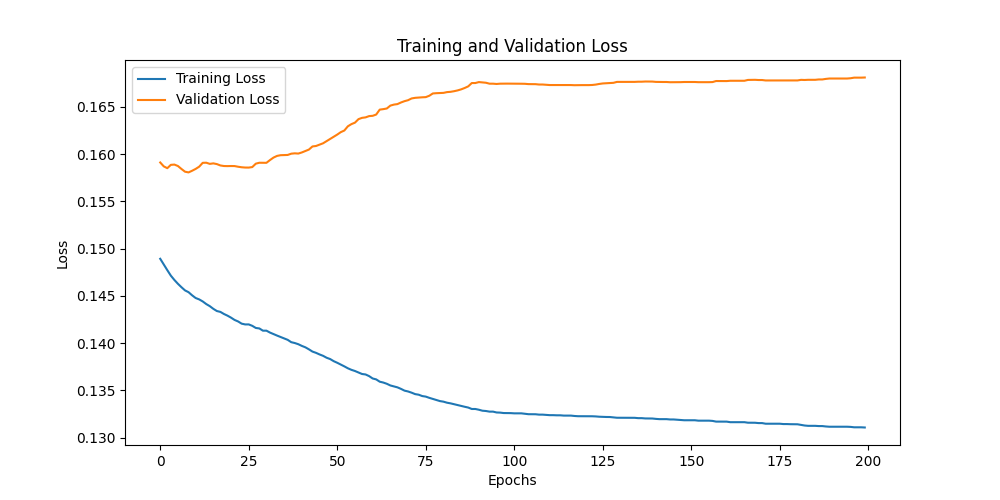 Training and Validation Loss
Training Loss
Validation Loss
0.165
0.160
0.155
0.150
0.145
0.140
0.135
0.130
Loss
0 25 50 75 100 125 150 175 200
Epochs